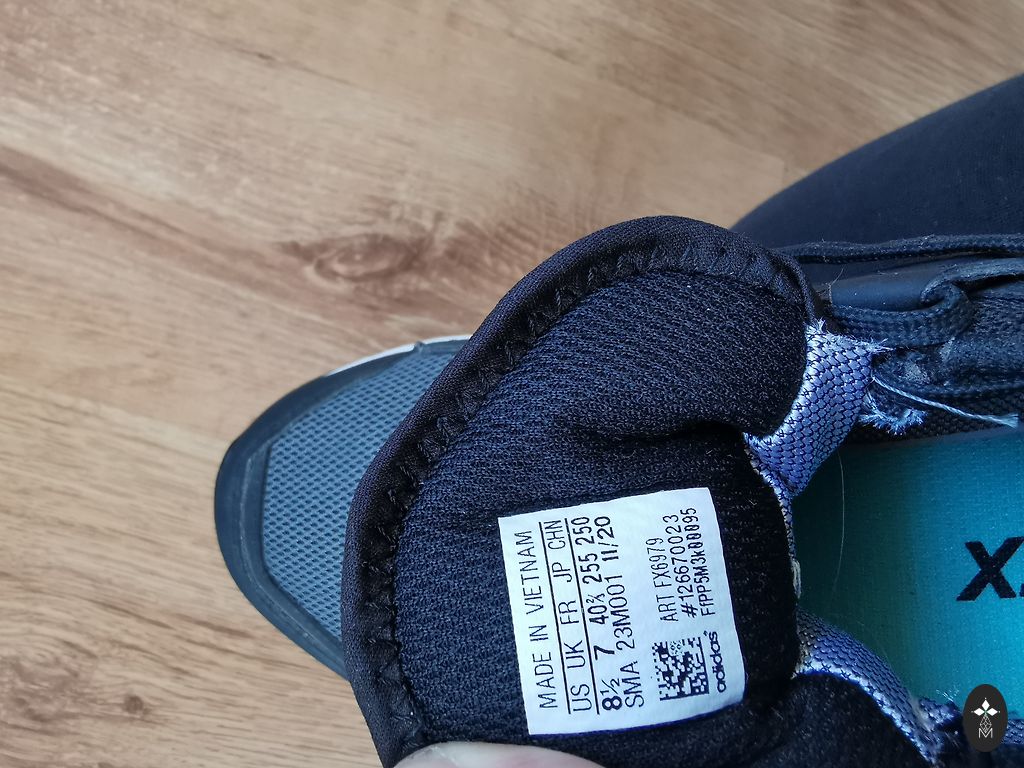 MADE IN VIETNAM
US UK FR JP CHN
8½ 7 40⅔ 255 250
SMA 23M001 11/20
ART FX6979
#126670023
FfPP5M3k00095
adidas
M